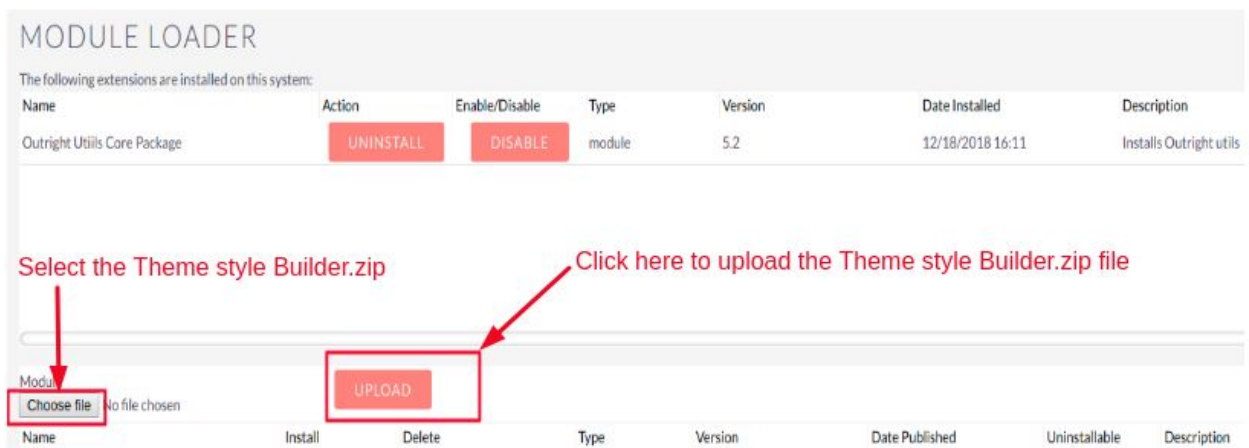 MODULE LOADER
The following extensions are installed on this system:
Name Action Enable/Disable Type Version Date Installed Description
Outright Utiils Core Package UNINSTALL DISABLE module 5.2 12/18/2018 16:11 Installs Outright utils
Select the Theme style Builder.zip
Click here to upload the Theme style Builder.zip file
Modul
UPLOAD
Choose file No file chosen
Name Install Delete Type Version Date Published Uninstallable Description